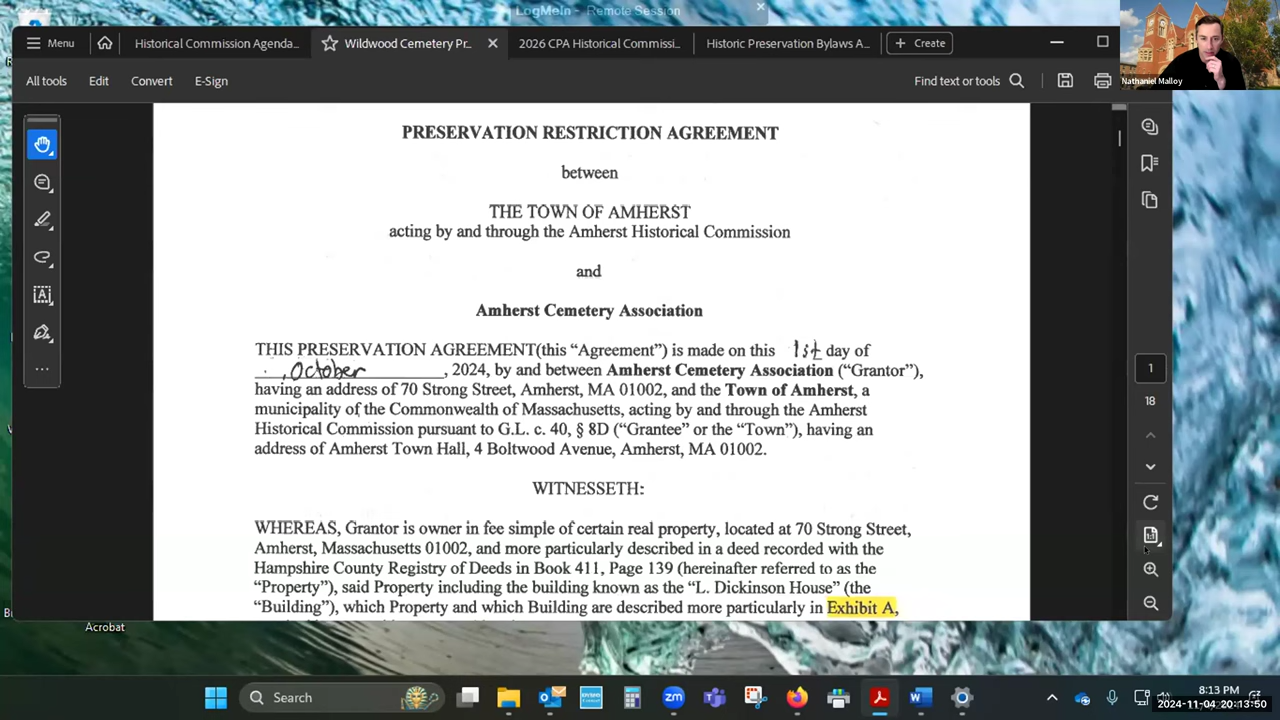 LogMeIn - Remote Session
Menu
Historical Commission Agenda...
Wildwood Cemetery Pr...
2026 CPA Historical Commissi...
Historic Preservation Bylaws A...
+ Create
All tools
Edit
Convert
E-Sign
Find text or tools
Nathaniel Malloy
PRESERVATION RESTRICTION AGREEMENT
between
THE TOWN OF AMHERST
acting by and through the Amherst Historical Commission
and
Amherst Cemetery Association
THIS PRESERVATION AGREEMENT(this “Agreement”) is made on this 1st day of
October, 2024, by and between Amherst Cemetery Association (“Grantor”),
having an address of 70 Strong Street, Amherst, MA 01002, and the Town of Amherst, a
municipality of the Commonwealth of Massachusetts, acting by and through the Amherst
Historical Commission pursuant to G.L. c. 40, § 8D (“Grantee” or the “Town”), having an
address of Amherst Town Hall, 4 Boltwood Avenue, Amherst, MA 01002.
WITNESSETH:
WHEREAS, Grantor is owner in fee simple of certain real property, located at 70 Strong Street,
Amherst, Massachusetts 01002, and more particularly described in a deed recorded with the
Hampshire County Registry of Deeds in Book 411, Page 139 (hereinafter referred to as the
“Property”), said Property including the building known as the “L. Dickinson House” (the
“Building”), which Property and which Building are described more particularly in Exhibit A,
1
18
Acrobat
Search
8:13 PM
2024-11-04 20:13:50